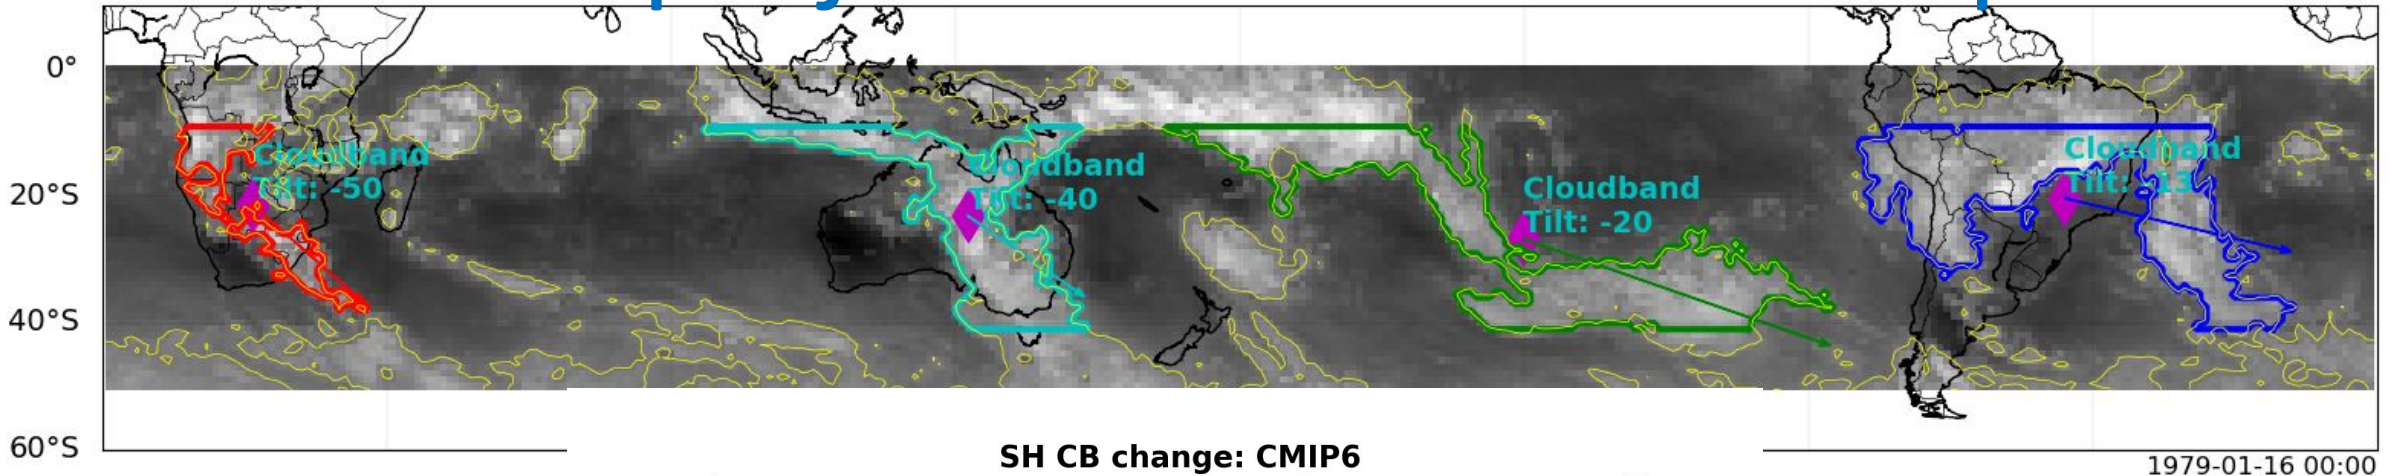 0°
20°S
40°S
60°S
Cloudband
Tilt: -50
Cloudband
Tilt: -40
Cloudband
Tilt: -20
Cloudband
Tilt: -13
SH CB change: CMIP6
1979-01-16 00:00